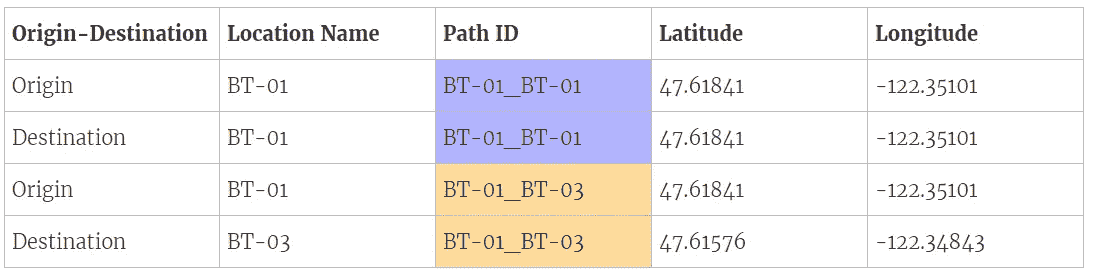 Origin-Destination Location Name Path ID Latitude Longitude
Origin BT-01 BT-01_BT-01 47.61841 -122.35101
Destination BT-01 BT-01_BT-01 47.61841 -122.35101
Origin BT-01 BT-01_BT-03 47.61841 -122.35101
Destination BT-03 BT-01_BT-03 47.61576 -122.34843